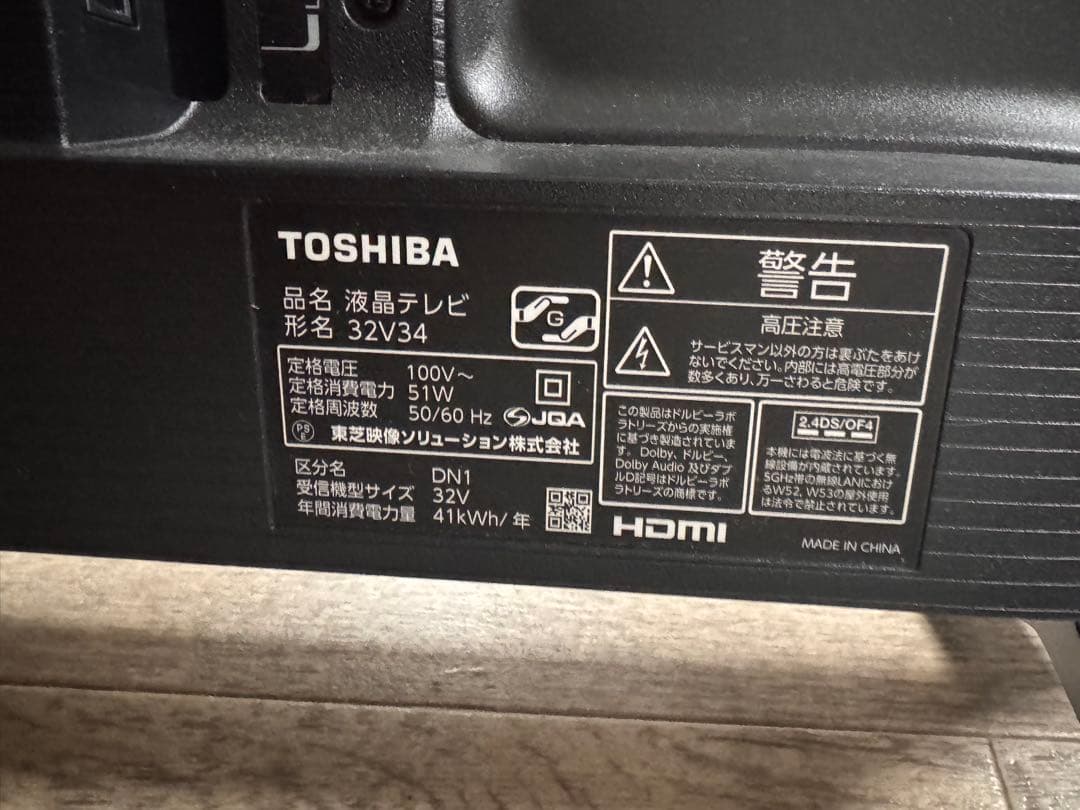 TOSHIBA
品名 液晶テレビ
形名 32V34
G
定格電圧 100V～
定格消費電力 51W
定格周波数 50/60 Hz
JQA
PS
E
東芝映像ソリューション株式会社
区分名 DN1
受信機型サイズ 32V
年間消費電力量 41kWh/年
警告
高圧注意
サービスマン以外の方は裏ぶたをあけ
ないでください。内部には高電圧部分が
数多くあり、万一さわると危険です。
この製品はドルビーラボ
ラトリーズからの実施権
に基づき製造されていま
す。Dolby、ドルビー、
Dolby Audio 及びダブ
ルD記号はドルビーラボ
ラトリーズの商標です。
2.4DS/OF4
本機には電波法に基づく無
線設備が内蔵されています。
5GHz帯の無線LANにおけ
るW52、W53の屋外使用
は法令で禁止されています。
HDMI
MADE IN CHINA